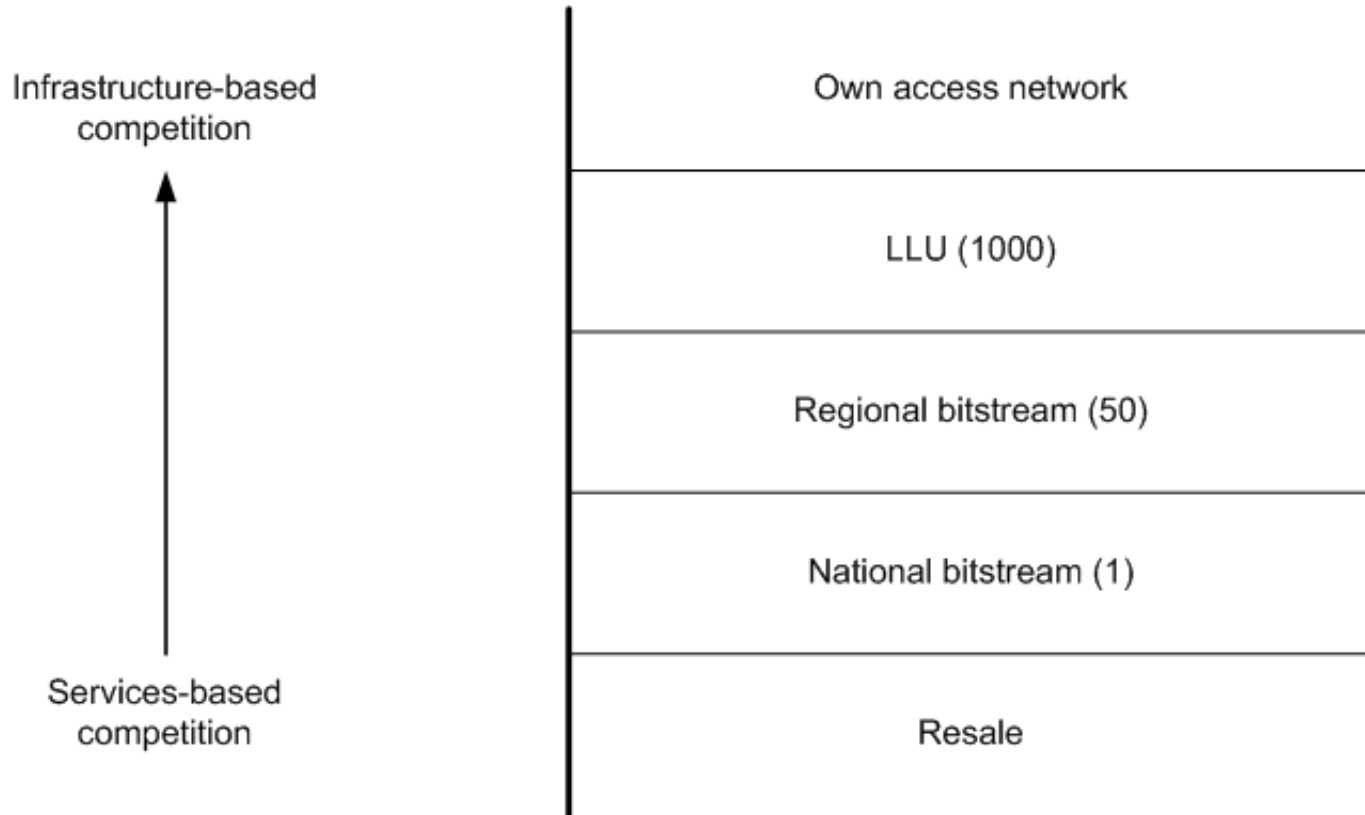 Infrastructure-based
competition
Own access network
LLU (1000)
Regional bitstream (50)
National bitstream (1)
Services-based
competition
Resale